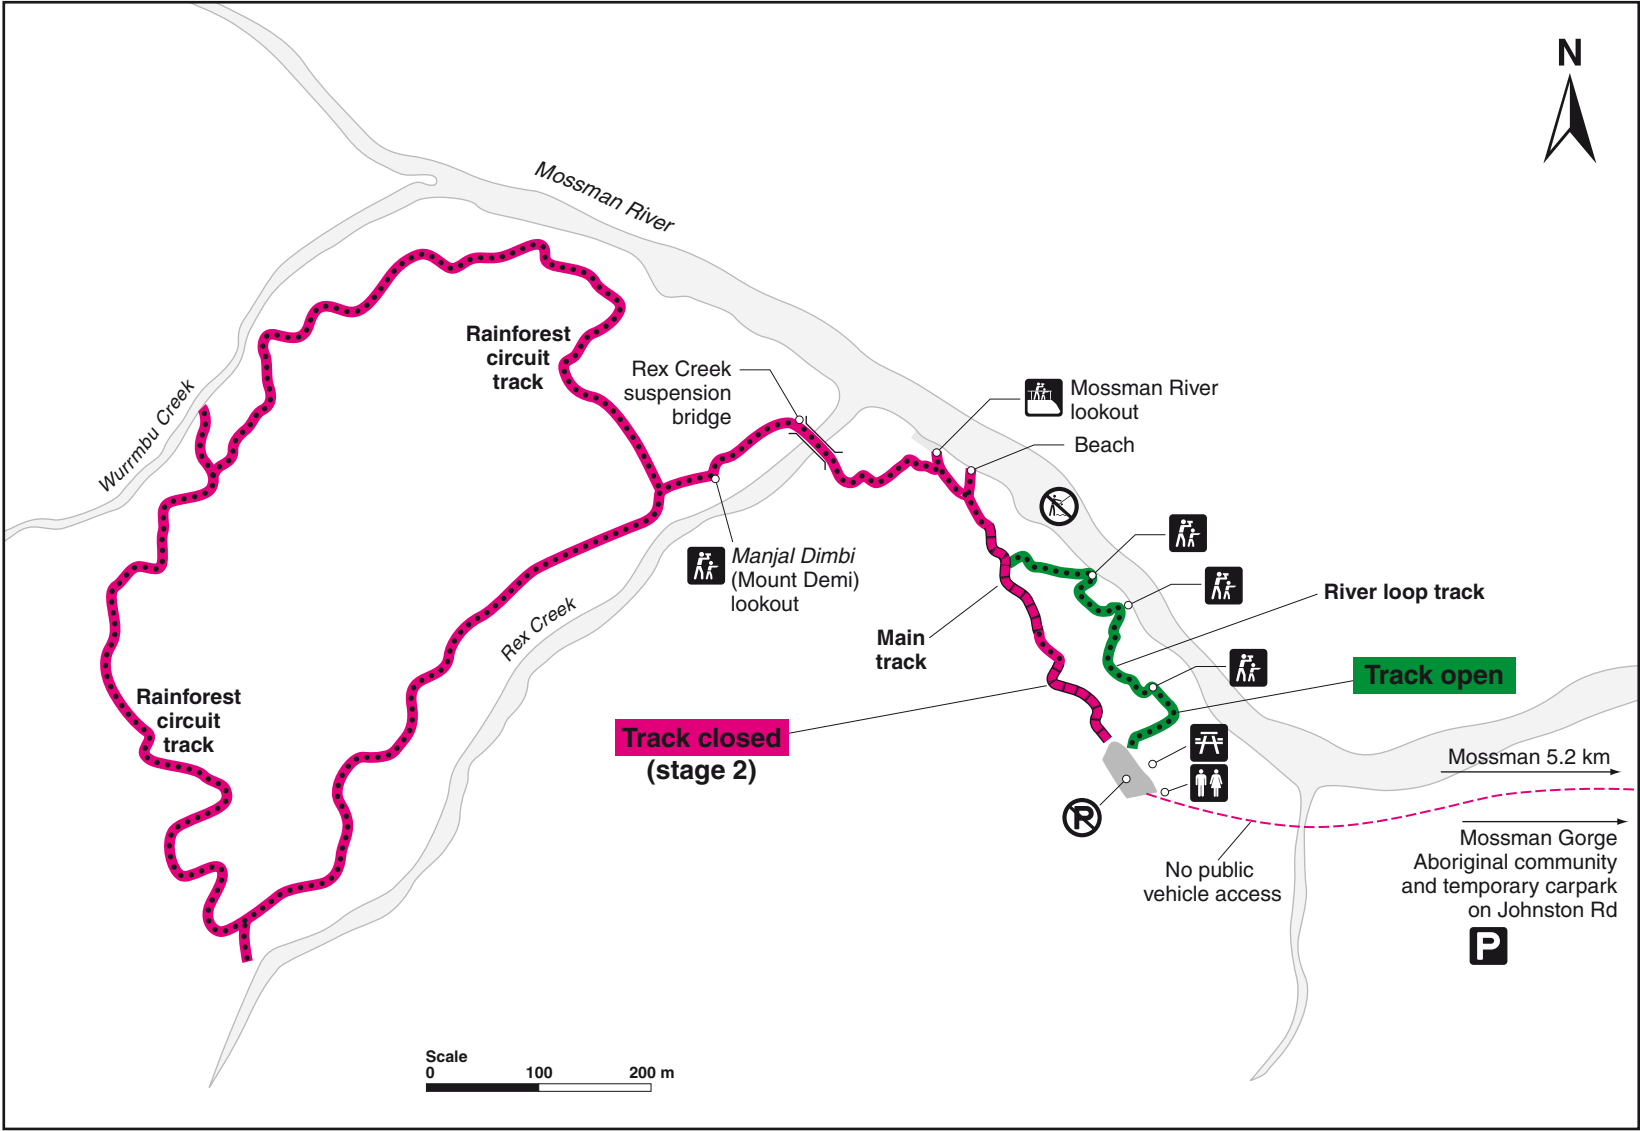 N
Mossman River
Wurrmbu Creek
Rainforest
circuit
track
Rex Creek
suspension
bridge
Mossman River
lookout
Beach
Manjal Dimbi
(Mount Demi)
lookout
Rex Creek
Main
track
River loop track
Track open
Rainforest
circuit
track
Track closed
(stage 2)
Mossman 5.2 km
P
No public
vehicle access
Mossman Gorge
Aboriginal community
and temporary carpark
on Johnston Rd
P
Scale
0 100 200 m